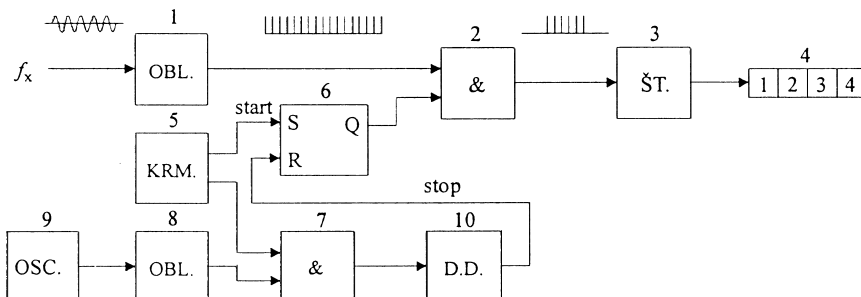 1
2
3
4
f_x
OBL.
&
ŠT.
1 2 3 4
6
start
5
S Q
R
KRM.
stop
9
8
7
10
OSC.
OBL.
&
D.D.